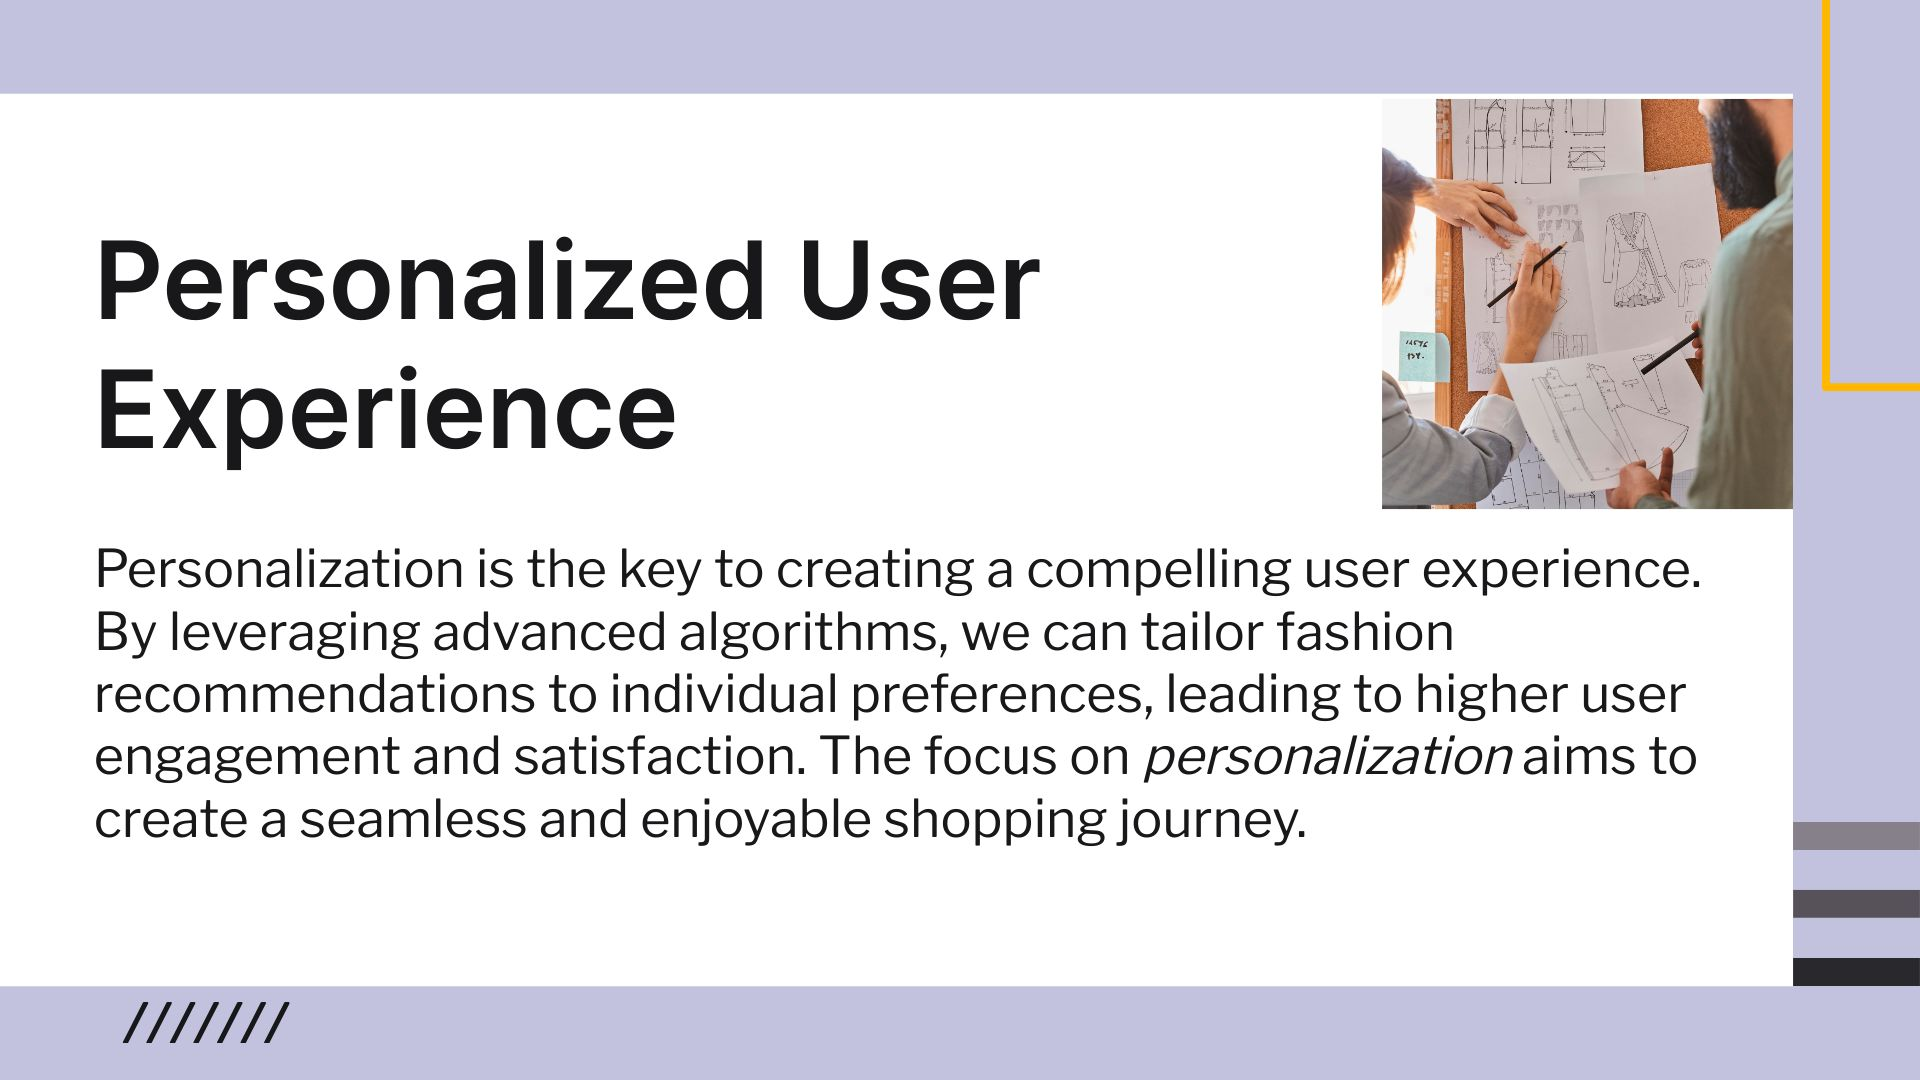 Personalized User
Experience
Personalization is the key to creating a compelling user experience.
By leveraging advanced algorithms, we can tailor fashion
recommendations to individual preferences, leading to higher user
engagement and satisfaction. The focus on personalization aims to
create a seamless and enjoyable shopping journey.
///////